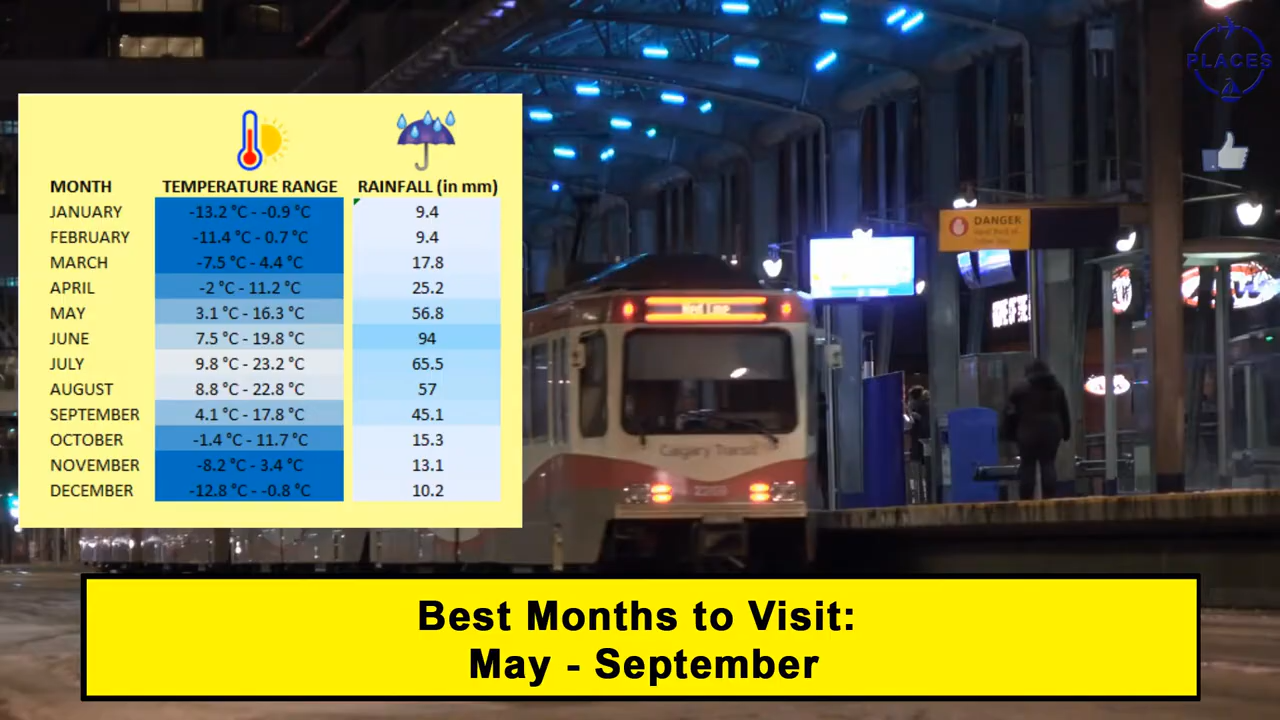 PLACES
MONTH TEMPERATURE RANGE RAINFALL (in mm)
JANUARY -13.2 °C - -0.9 °C 9.4
FEBRUARY -11.4 °C - 0.7 °C 9.4
MARCH -7.5 °C - 4.4 °C 17.8
APRIL -2 °C - 11.2 °C 25.2
MAY 3.1 °C - 16.3 °C 56.8
JUNE 7.5 °C - 19.8 °C 94
JULY 9.8 °C - 23.2 °C 65.5
AUGUST 8.8 °C - 22.8 °C 57
SEPTEMBER 4.1 °C - 17.8 °C 45.1
OCTOBER -1.4 °C - 11.7 °C 15.3
NOVEMBER -8.2 °C - 3.4 °C 13.1
DECEMBER -12.8 °C - -0.8 °C 10.2
DANGER
Red Line
Calgary Transit
Best Months to Visit:
May - September